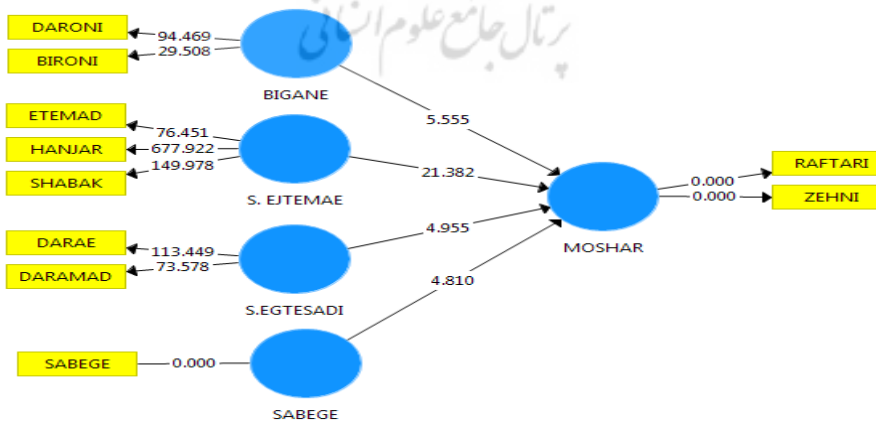 پرتال جامع علوم انسانی
DARONI
94.469
BIRONI
29.508
BIGANE
5.555
ETEMAD
76.451
HANJAR
677.922
SHABAK
149.978
S. EJTEMAE
21.382
RAFTARI
0.000
ZEHNI
0.000
MOSHAR
DARAE
113.449
DARAMAD
73.578
S.EGTESADI
4.955
4.810
SABEGE
0.000
SABEGE